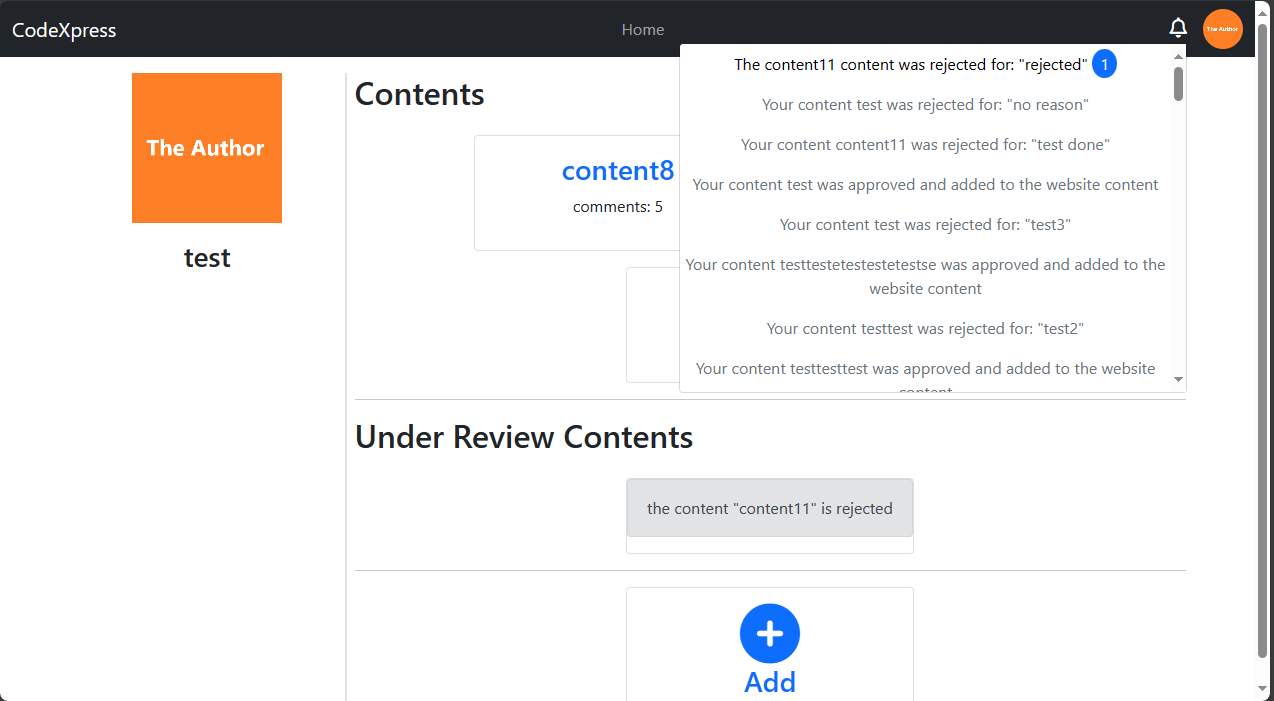 CodeXpress
Home
The Author
The content11 content was rejected for: "rejected" 1
Your content test was rejected for: "no reason"
Your content content11 was rejected for: "test done"
Your content test was approved and added to the website content
Your content test was rejected for: "test3"
Your content testtestetestestetestse was approved and added to the
website content
Your content testtest was rejected for: "test2"
Your content testtesttest was approved and added to the website
content
The Author
test
Contents
content8
comments: 5
Under Review Contents
the content "content11" is rejected
Add